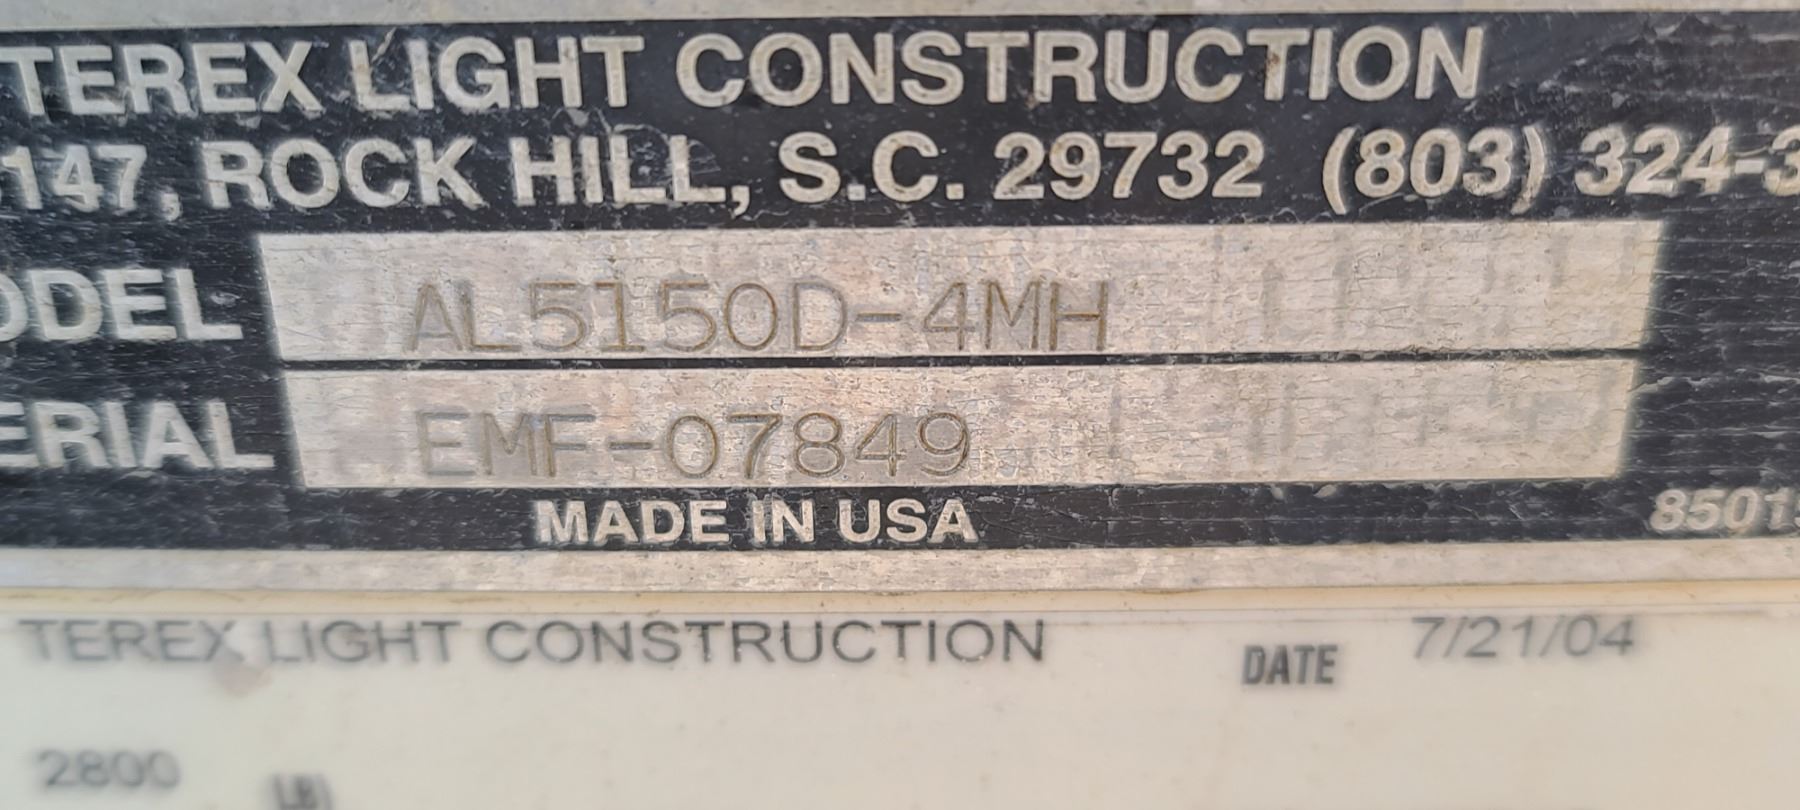 TEREX LIGHT CONSTRUCTION
147, ROCK HILL, S.C. 29732 (803) 324-3
ODEL AL5150D-4MH
ERIAL EMF-07849
MADE IN USA
8501
TEREX LIGHT CONSTRUCTION DATE 7/21/04
2800 LB